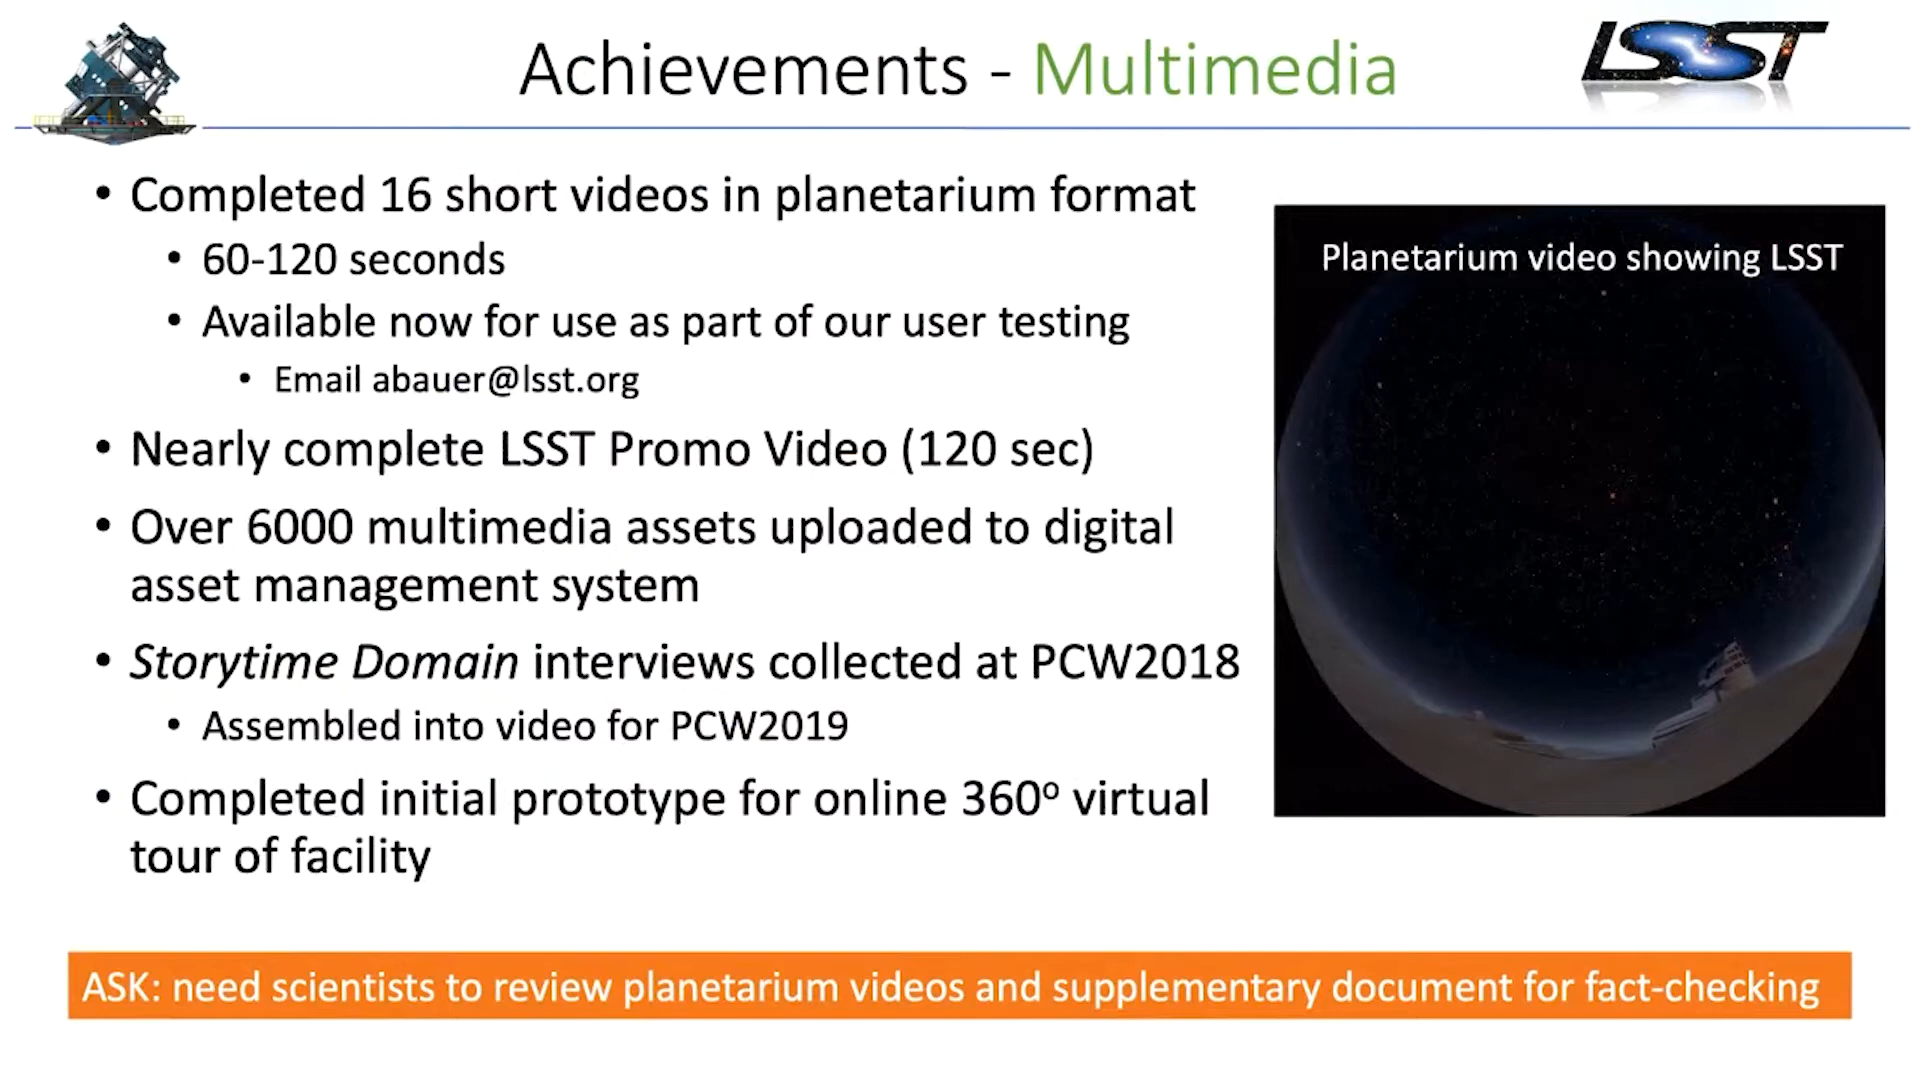 Achievements - Multimedia
LSST
• Completed 16 short videos in planetarium format
• 60-120 seconds
• Available now for use as part of our user testing
• Email abauer@lsst.org
• Nearly complete LSST Promo Video (120 sec)
• Over 6000 multimedia assets uploaded to digital
asset management system
• Storytime Domain interviews collected at PCW2018
• Assembled into video for PCW2019
• Completed initial prototype for online 360º virtual
tour of facility
Planetarium video showing LSST
ASK: need scientists to review planetarium videos and supplementary document for fact-checking